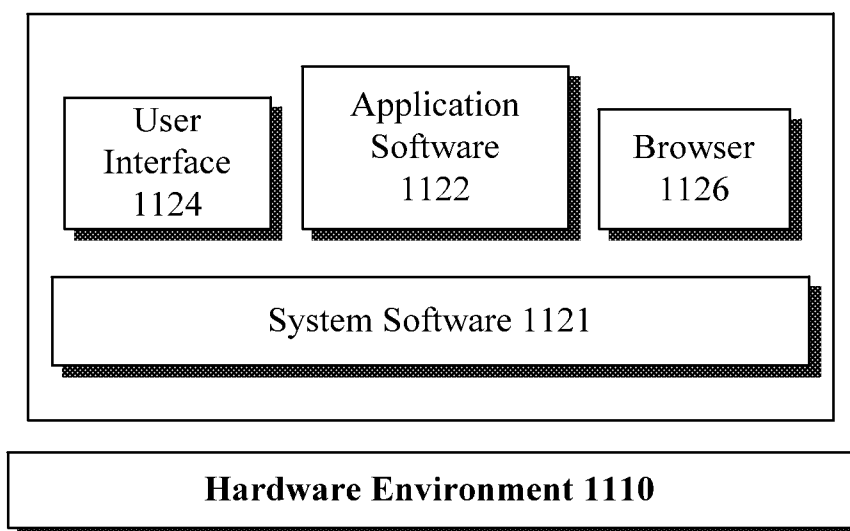 User
Interface
1124
Application
Software
1122
Browser
1126
System Software 1121
Hardware Environment 1110